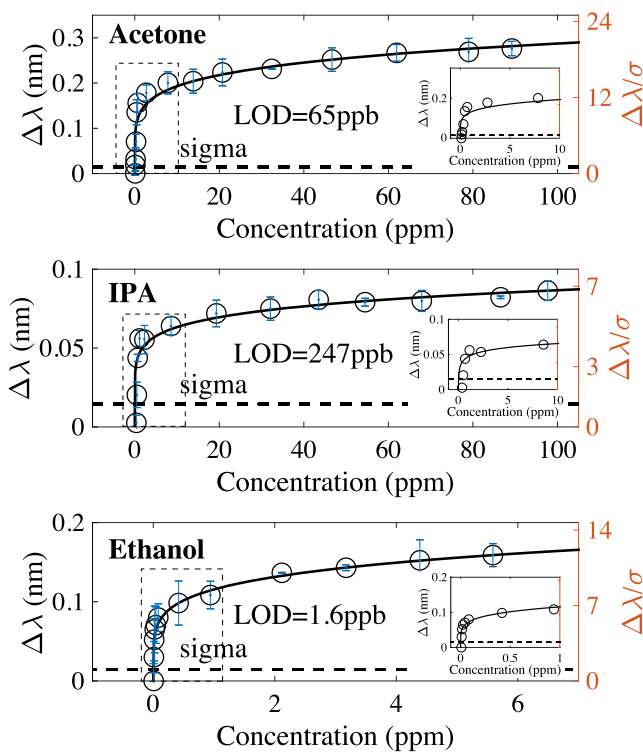 Acetone
Δλ (nm)
0.3
0.2
0.1
0
24
18
12
6
0
Δλ/σ
LOD=65ppb
sigma
0 20 40 60 80 100
Concentration (ppm)
Δλ (nm)
0.2
0
0 5 10
Concentration (ppm)
IPA
Δλ (nm)
0.1
0.05
0
7
3
0
Δλ/σ
LOD=247ppb
sigma
0 20 40 60 80 100
Concentration (ppm)
Δλ (nm)
0.1
0.05
0
0 5 10
Concentration (ppm)
Ethanol
Δλ (nm)
0.2
0.1
0
14
7
0
Δλ/σ
LOD=1.6ppb
sigma
0 2 4 6
Concentration (ppm)
Δλ (nm)
0.2
0.1
0
0 0.5 1
Concentration (ppm)